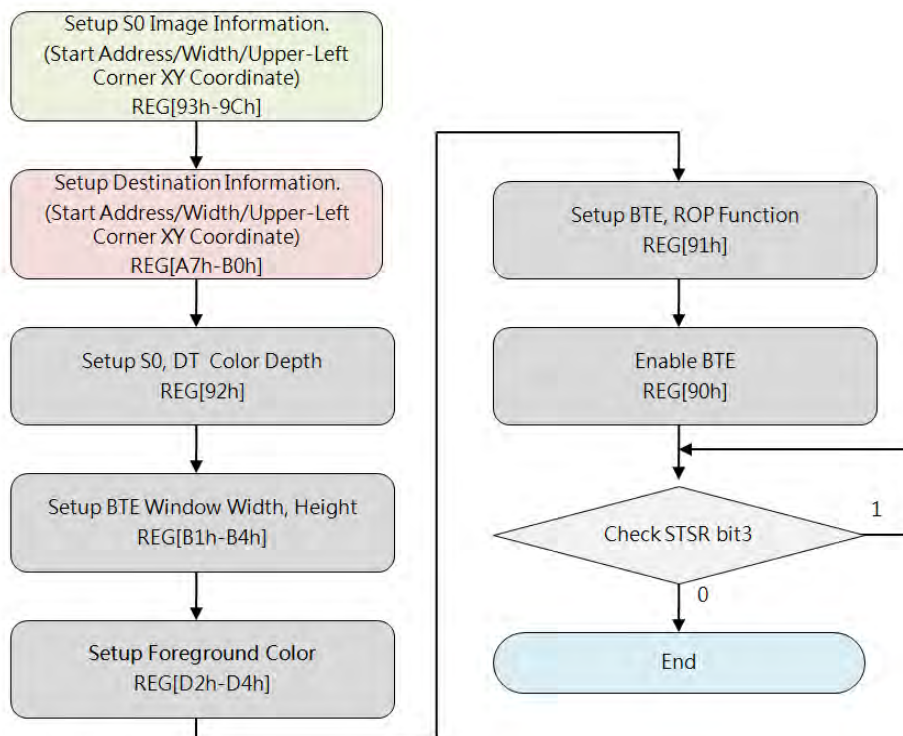 Setup S0 Image Information.
(Start Address/Width/Upper-Left
Corner XY Coordinate)
REG[93h-9Ch]
Setup Destination Information.
(Start Address/Width/Upper-Left
Corner XY Coordinate)
REG[A7h-B0h]
Setup S0, DT Color Depth
REG[92h]
Setup BTE Window Width, Height
REG[B1h-B4h]
Setup Foreground Color
REG[D2h-D4h]
Setup BTE, ROP Function
REG[91h]
Enable BTE
REG[90h]
Check STSR bit3
1
0
End